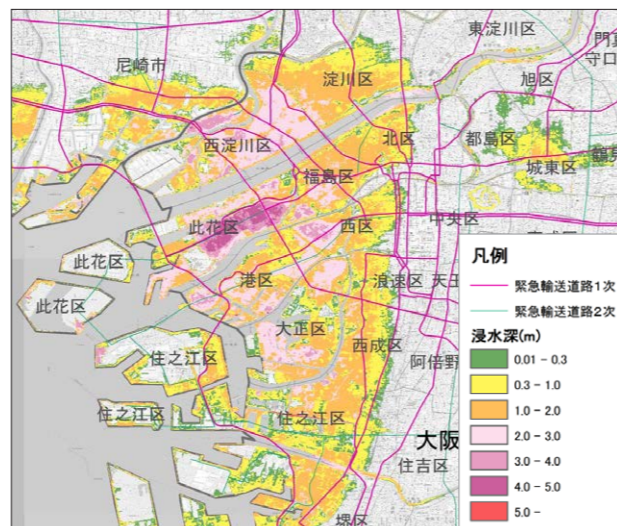 東淀川区
門真
守口
尼崎市
淀川区
旭区
北区
都島区
鶴見
西淀川区
城東区
福島区
此花区
西区
中央区
此花区
港区
浪速区
天王
此花区
大正区
西成区
住之江区
阿倍野
住之江区
住之江区
大阪
住吉区
堺区
凡例
緊急輸送道路1次
緊急輸送道路2次
浸水深(m)
0.01 - 0.3
0.3 - 1.0
1.0 - 2.0
2.0 - 3.0
3.0 - 4.0
4.0 - 5.0
5.0 -